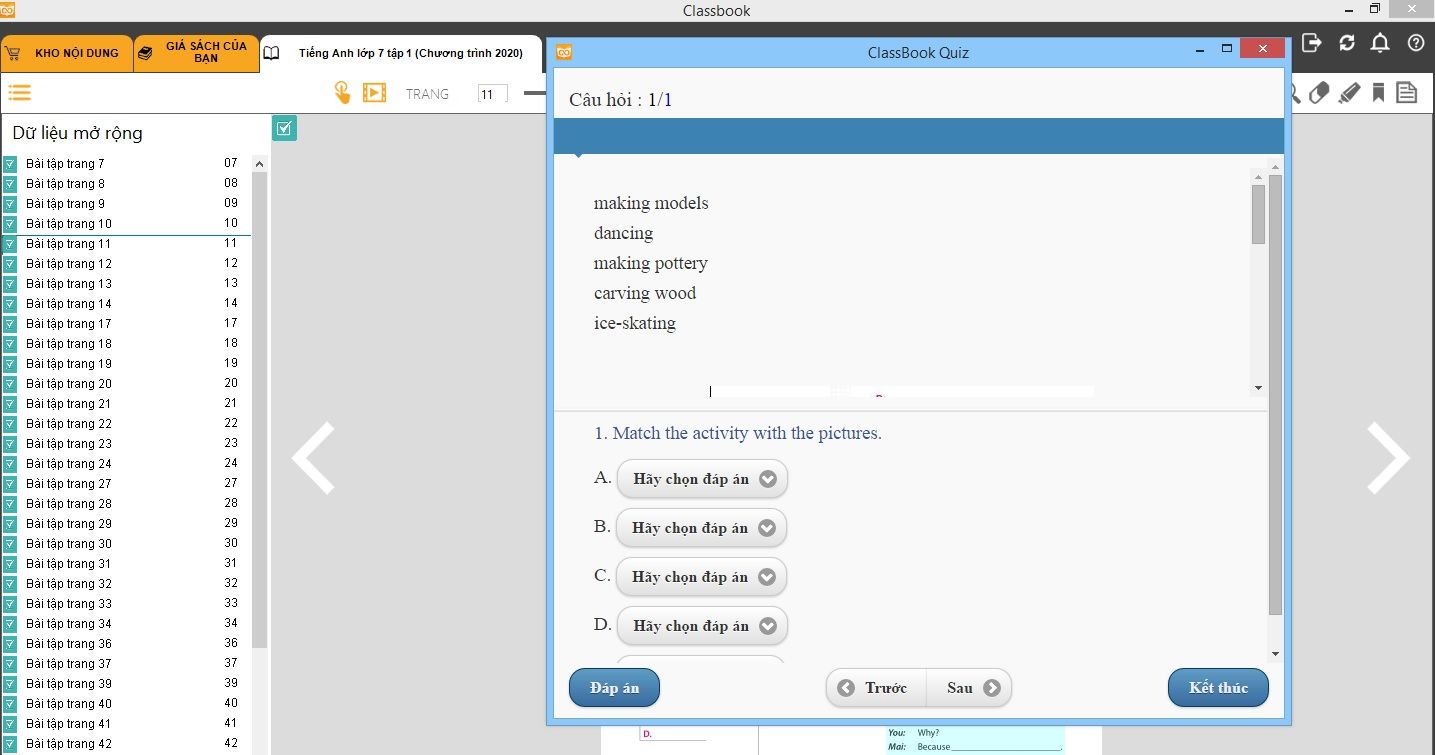 Classbook
KHO NỘI DUNG
GIÁ SÁCH CỦA
BẠN
Tiếng Anh lớp 7 tập 1 (Chương trình 2020)
TRANG 11
Dữ liệu mở rộng
Bài tập trang 7 07
Bài tập trang 8 08
Bài tập trang 9 09
Bài tập trang 10 10
Bài tập trang 11 11
Bài tập trang 12 12
Bài tập trang 13 13
Bài tập trang 14 14
Bài tập trang 17 17
Bài tập trang 18 18
Bài tập trang 19 19
Bài tập trang 20 20
Bài tập trang 21 21
Bài tập trang 22 22
Bài tập trang 23 23
Bài tập trang 24 24
Bài tập trang 27 27
Bài tập trang 28 28
Bài tập trang 29 29
Bài tập trang 30 30
Bài tập trang 31 31
Bài tập trang 32 32
Bài tập trang 33 33
Bài tập trang 34 34
Bài tập trang 36 36
Bài tập trang 37 37
Bài tập trang 39 39
Bài tập trang 40 40
Bài tập trang 41 41
Bài tập trang 42 42
ClassBook Quiz
Câu hỏi : 1/1
making models
dancing
making pottery
carving wood
ice-skating
1. Match the activity with the pictures.
A. Hãy chọn đáp án
B. Hãy chọn đáp án
C. Hãy chọn đáp án
D. Hãy chọn đáp án
Đáp án
Trước
Sau
Kết thúc
D.
You: Why?
Mai: Because